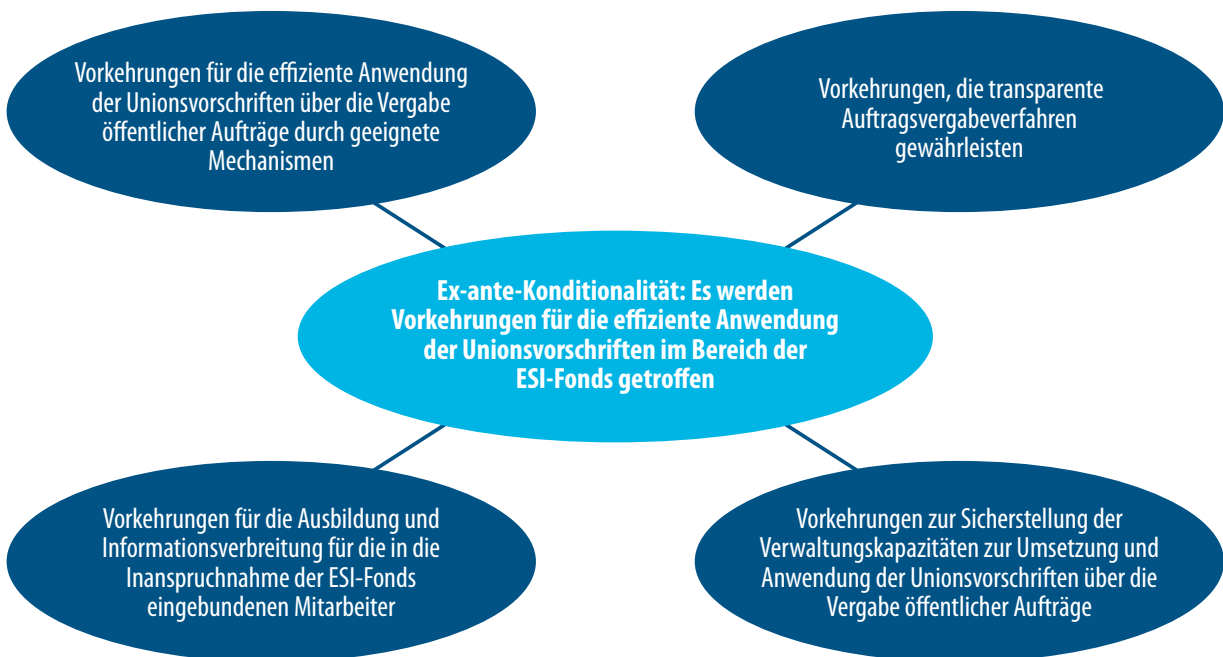 Vorkehrungen für die effiziente Anwendung
der Unionsvorschriften über die Vergabe
öffentlicher Aufträge durch geeignete
Mechanismen
Vorkehrungen, die transparente
Auftragsvergabeverfahren
gewährleisten
Ex-ante-Konditionalität: Es werden
Vorkehrungen für die effiziente Anwendung
der Unionsvorschriften im Bereich der
ESI-Fonds getroffen
Vorkehrungen für die Ausbildung und
Informationsverbreitung für die in die
Inanspruchnahme der ESI-Fonds
eingebundenen Mitarbeiter
Vorkehrungen zur Sicherstellung der
Verwaltungskapazitäten zur Umsetzung und
Anwendung der Unionsvorschriften über die
Vergabe öffentlicher Aufträge